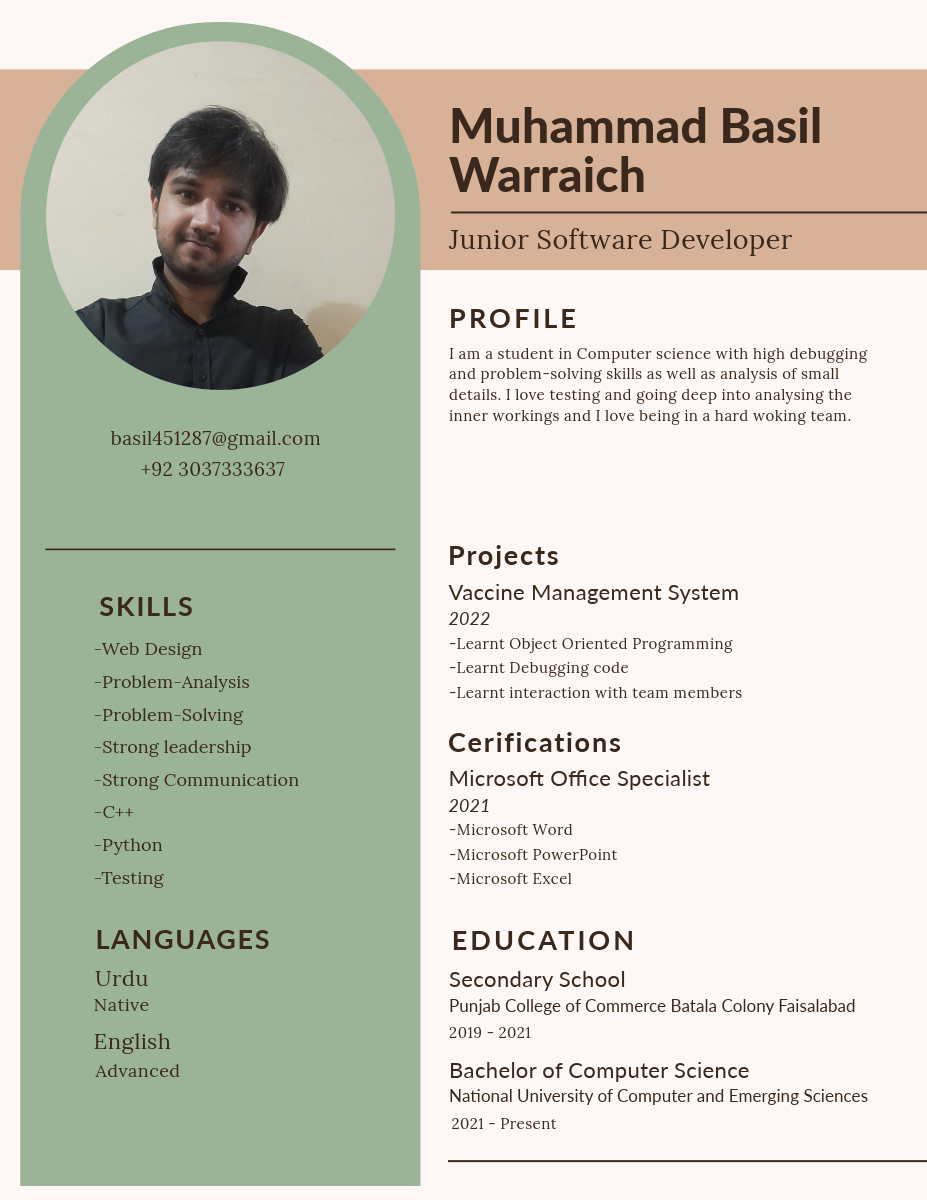 Muhammad Basil
Warraich
Junior Software Developer
basil451287@gmail.com
+92 3037333637
SKILLS
-Web Design
-Problem-Analysis
-Problem-Solving
-Strong leadership
-Strong Communication
-C++
-Python
-Testing
LANGUAGES
Urdu
Native
English
Advanced
PROFILE
I am a student in Computer science with high debugging
and problem-solving skills as well as analysis of small
details. I love testing and going deep into analysing the
inner workings and I love being in a hard woking team.
Projects
Vaccine Management System
2022
-Learnt Object Oriented Programming
-Learnt Debugging code
-Learnt interaction with team members
Cerifications
Microsoft Office Specialist
2021
-Microsoft Word
-Microsoft PowerPoint
-Microsoft Excel
EDUCATION
Secondary School
Punjab College of Commerce Batala Colony Faisalabad
2019 - 2021
Bachelor of Computer Science
National University of Computer and Emerging Sciences
2021 - Present